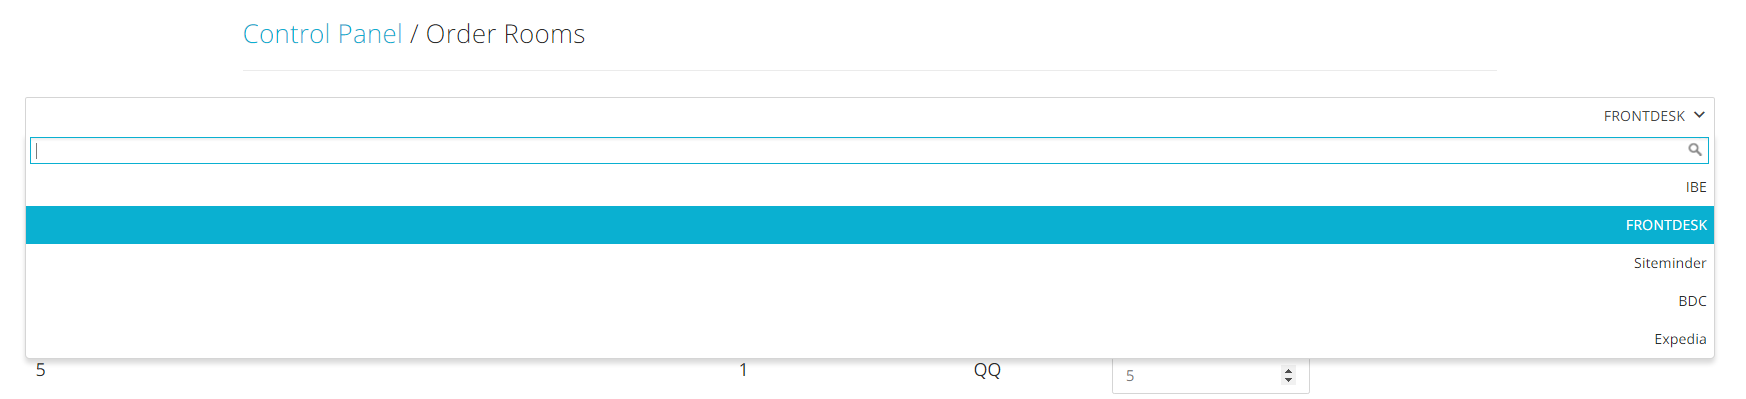 Control Panel / Order Rooms
FRONTDESK
IBE
FRONTDESK
Siteminder
BDC
Expedia
5 1 QQ 5